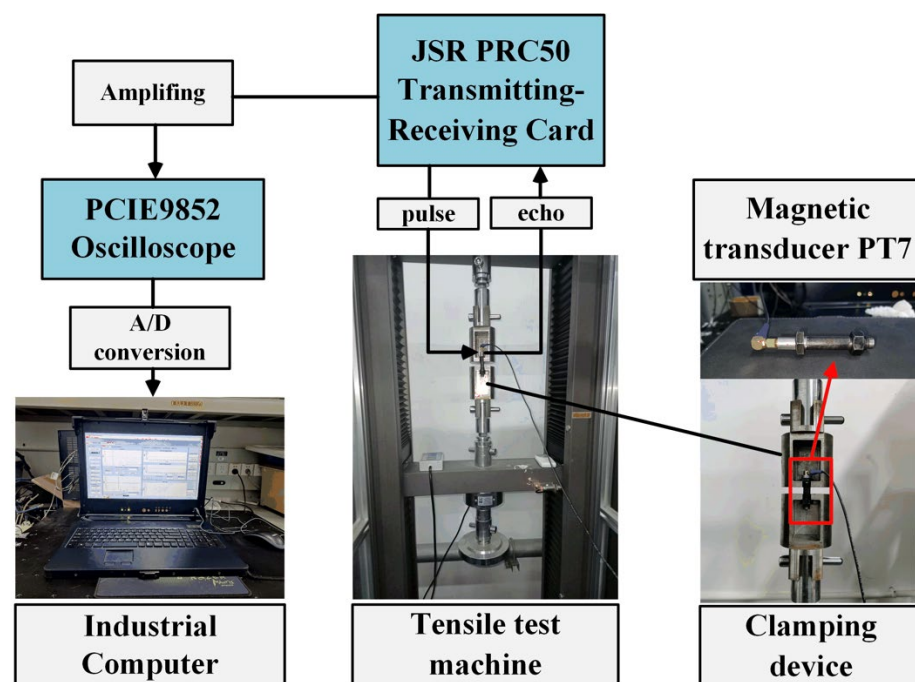 JSR PRC50
Transmitting-
Receiving Card
Amplifing
PCIE9852
Oscilloscope
pulse
echo
Magnetic
transducer PT7
A/D
conversion
Industrial
Computer
Tensile test
machine
Clamping
device